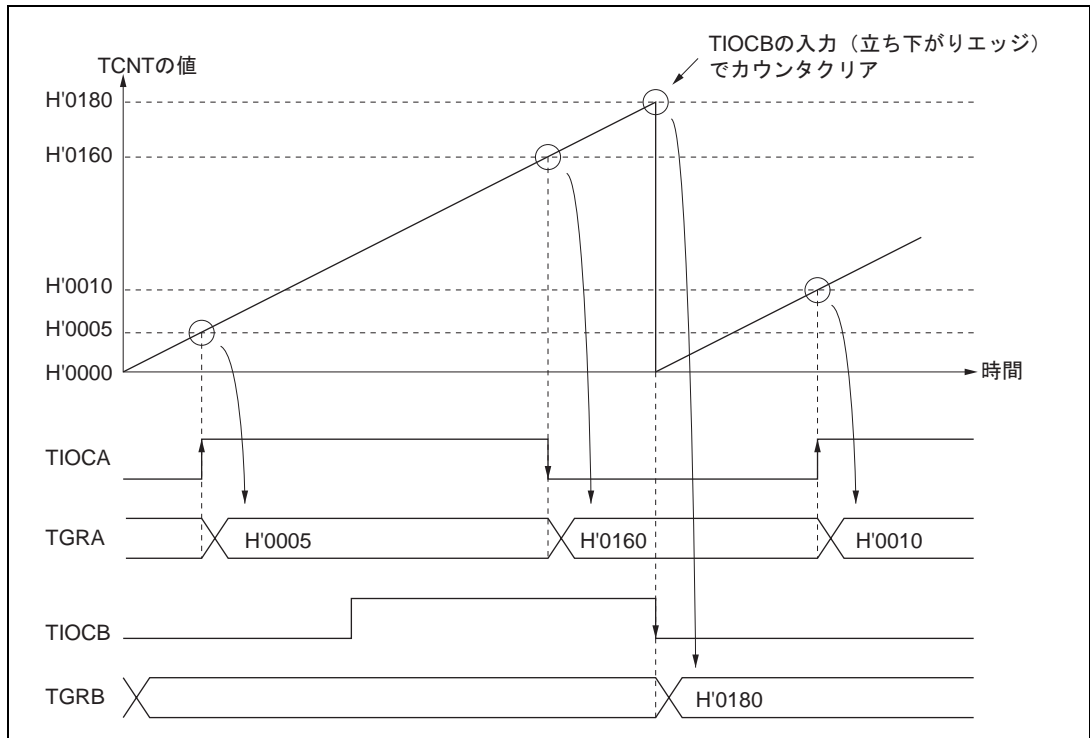 TIOCBの入力（立ち下がりエッジ）
でカウンタクリア
TCNTの値
H'0180
H'0160
H'0010
H'0005
H'0000
時間
TIOCA
TGRA
H'0005
H'0160
H'0010
TIOCB
TGRB
H'0180